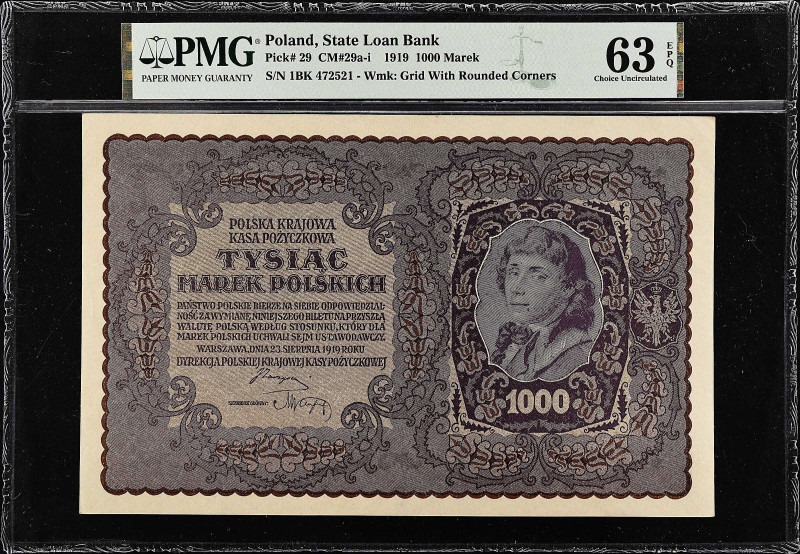 PMG
PAPER MONEY GUARANTY
Poland, State Loan Bank
Pick# 29 CM#29a-i 1919 1000 Marek
S/N 1BK 472521 - Wmk: Grid With Rounded Corners
63 EPQ
Choice Uncirculated
POLSKA KRAJOWA
KASA POŻYCZKOWA
TYSIĄC
MAREK POLSKICH
PAŃSTWO POLSKIE BIERZE NA SIEBIE ODPOWIEDZIAL-
NOŚĆ ZA WYMIANĘ NINIEJSZEGO BILETU NA PRZYSZŁĄ
WALUTĘ POLSKĄ WEDŁUG STOSUNKU, KTÓRY DLA
MAREK POLSKICH UCHWALI SEJM USTAWODAWCZY.
WARSZAWA, DNIA 23 SIERPNIA 1919 ROKU
DYREKCJA POLSKIEJ KRAJOWEJ KASY POŻYCZKOWEJ
1000